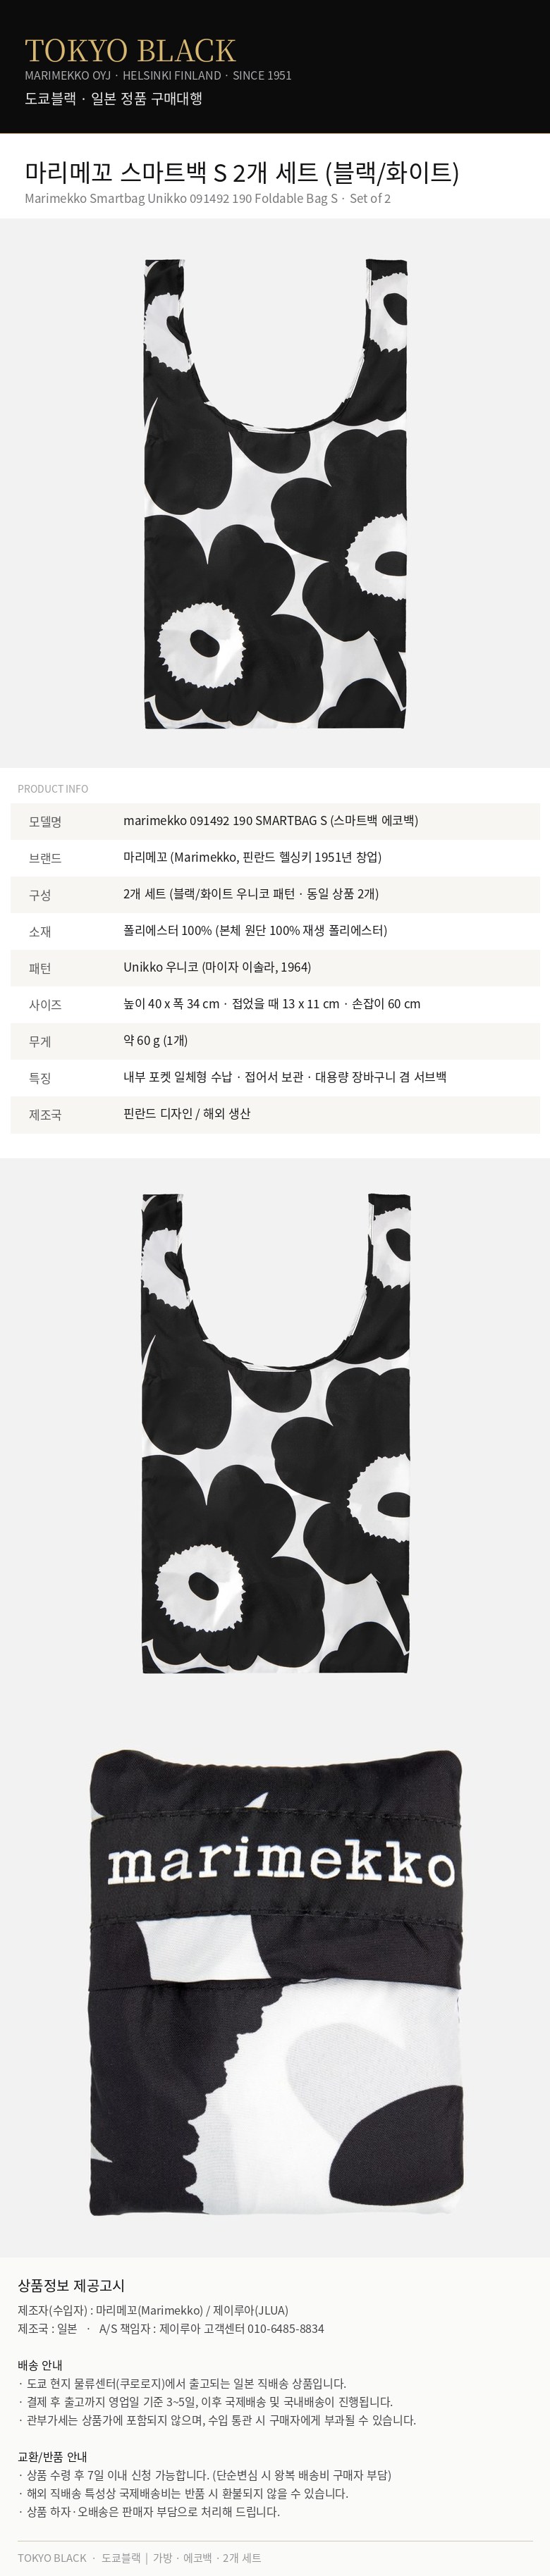 TOKYO BLACK
MARIMEKKO OYJ · HELSINKI FINLAND · SINCE 1951
도쿄블랙 · 일본 정품 구매대행
마리메꼬 스마트백 S 2개 세트 (블랙/화이트)
Marimekko Smartbag Unikko 091492 190 Foldable Bag S · Set of 2
PRODUCT INFO
모델명 marimekko 091492 190 SMARTBAG S (스마트백 에코백)
브랜드 마리메꼬 (Marimekko, 핀란드 헬싱키 1951년 창업)
구성 2개 세트 (블랙/화이트 우니코 패턴 · 동일 상품 2개)
소재 폴리에스터 100% (본체 원단 100% 재생 폴리에스터)
패턴 Unikko 우니코 (마이자 이솔라, 1964)
사이즈 높이 40 x 폭 34 cm · 접었을 때 13 x 11 cm · 손잡이 60 cm
무게 약 60 g (1개)
특징 내부 포켓 일체형 수납 · 접어서 보관 · 대용량 장바구니 겸 서브백
제조국 핀란드 디자인 / 해외 생산
marimekko
상품정보 제공고시
제조자(수입자) : 마리메꼬(Marimekko) / 제이루아(JLUA)
제조국 : 일본 · A/S 책임자 : 제이루아 고객센터 010-6485-8834
배송 안내
· 도쿄 현지 물류센터(쿠로로지)에서 출고되는 일본 직배송 상품입니다.
· 결제 후 출고까지 영업일 기준 3~5일, 이후 국제배송 및 국내배송이 진행됩니다.
· 관부가세는 상품가에 포함되지 않으며, 수입 통관 시 구매자에게 부과될 수 있습니다.
교환/반품 안내
· 상품 수령 후 7일 이내 신청 가능합니다. (단순변심 시 왕복 배송비 구매자 부담)
· 해외 직배송 특성상 국제배송비는 반품 시 환불되지 않을 수 있습니다.
· 상품 하자·오배송은 판매자 부담으로 처리해 드립니다.
TOKYO BLACK · 도쿄블랙 | 가방 · 에코백 · 2개 세트